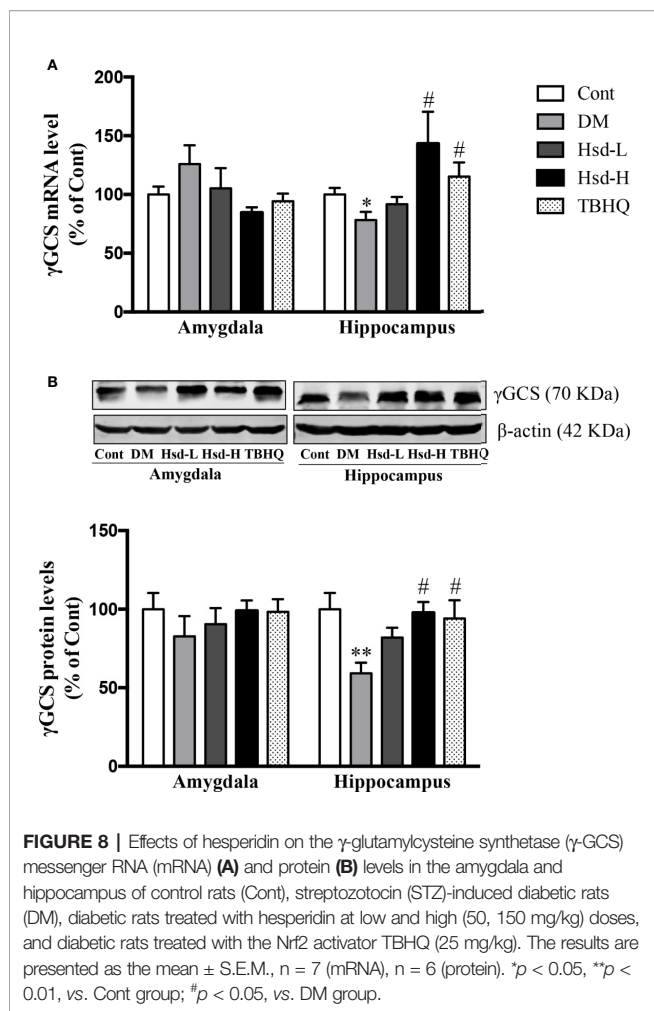 A
200
150
100
50
0
γGCS mRNA level
(% of Cont)
*
#
#
Amygdala Hippocampus
Cont
DM
Hsd-L
Hsd-H
TBHQ
B
γGCS (70 KDa)
β-actin (42 KDa)
Cont DM Hsd-L Hsd-H TBHQ Cont DM Hsd-L Hsd-H TBHQ
Amygdala Hippocampus
150
100
50
0
γGCS protein levels
(% of Cont)
**
# #
Amygdala Hippocampus
FIGURE 8 | Effects of hesperidin on the γ-glutamylcysteine synthetase (γ-GCS)
messenger RNA (mRNA) (A) and protein (B) levels in the amygdala and
hippocampus of control rats (Cont), streptozotocin (STZ)-induced diabetic rats
(DM), diabetic rats treated with hesperidin at low and high (50, 150 mg/kg) doses,
and diabetic rats treated with the Nrf2 activator TBHQ (25 mg/kg). The results are
presented as the mean ± S.E.M., n = 7 (mRNA), n = 6 (protein). *p < 0.05, **p <
0.01, vs. Cont group; #p < 0.05, vs. DM group.